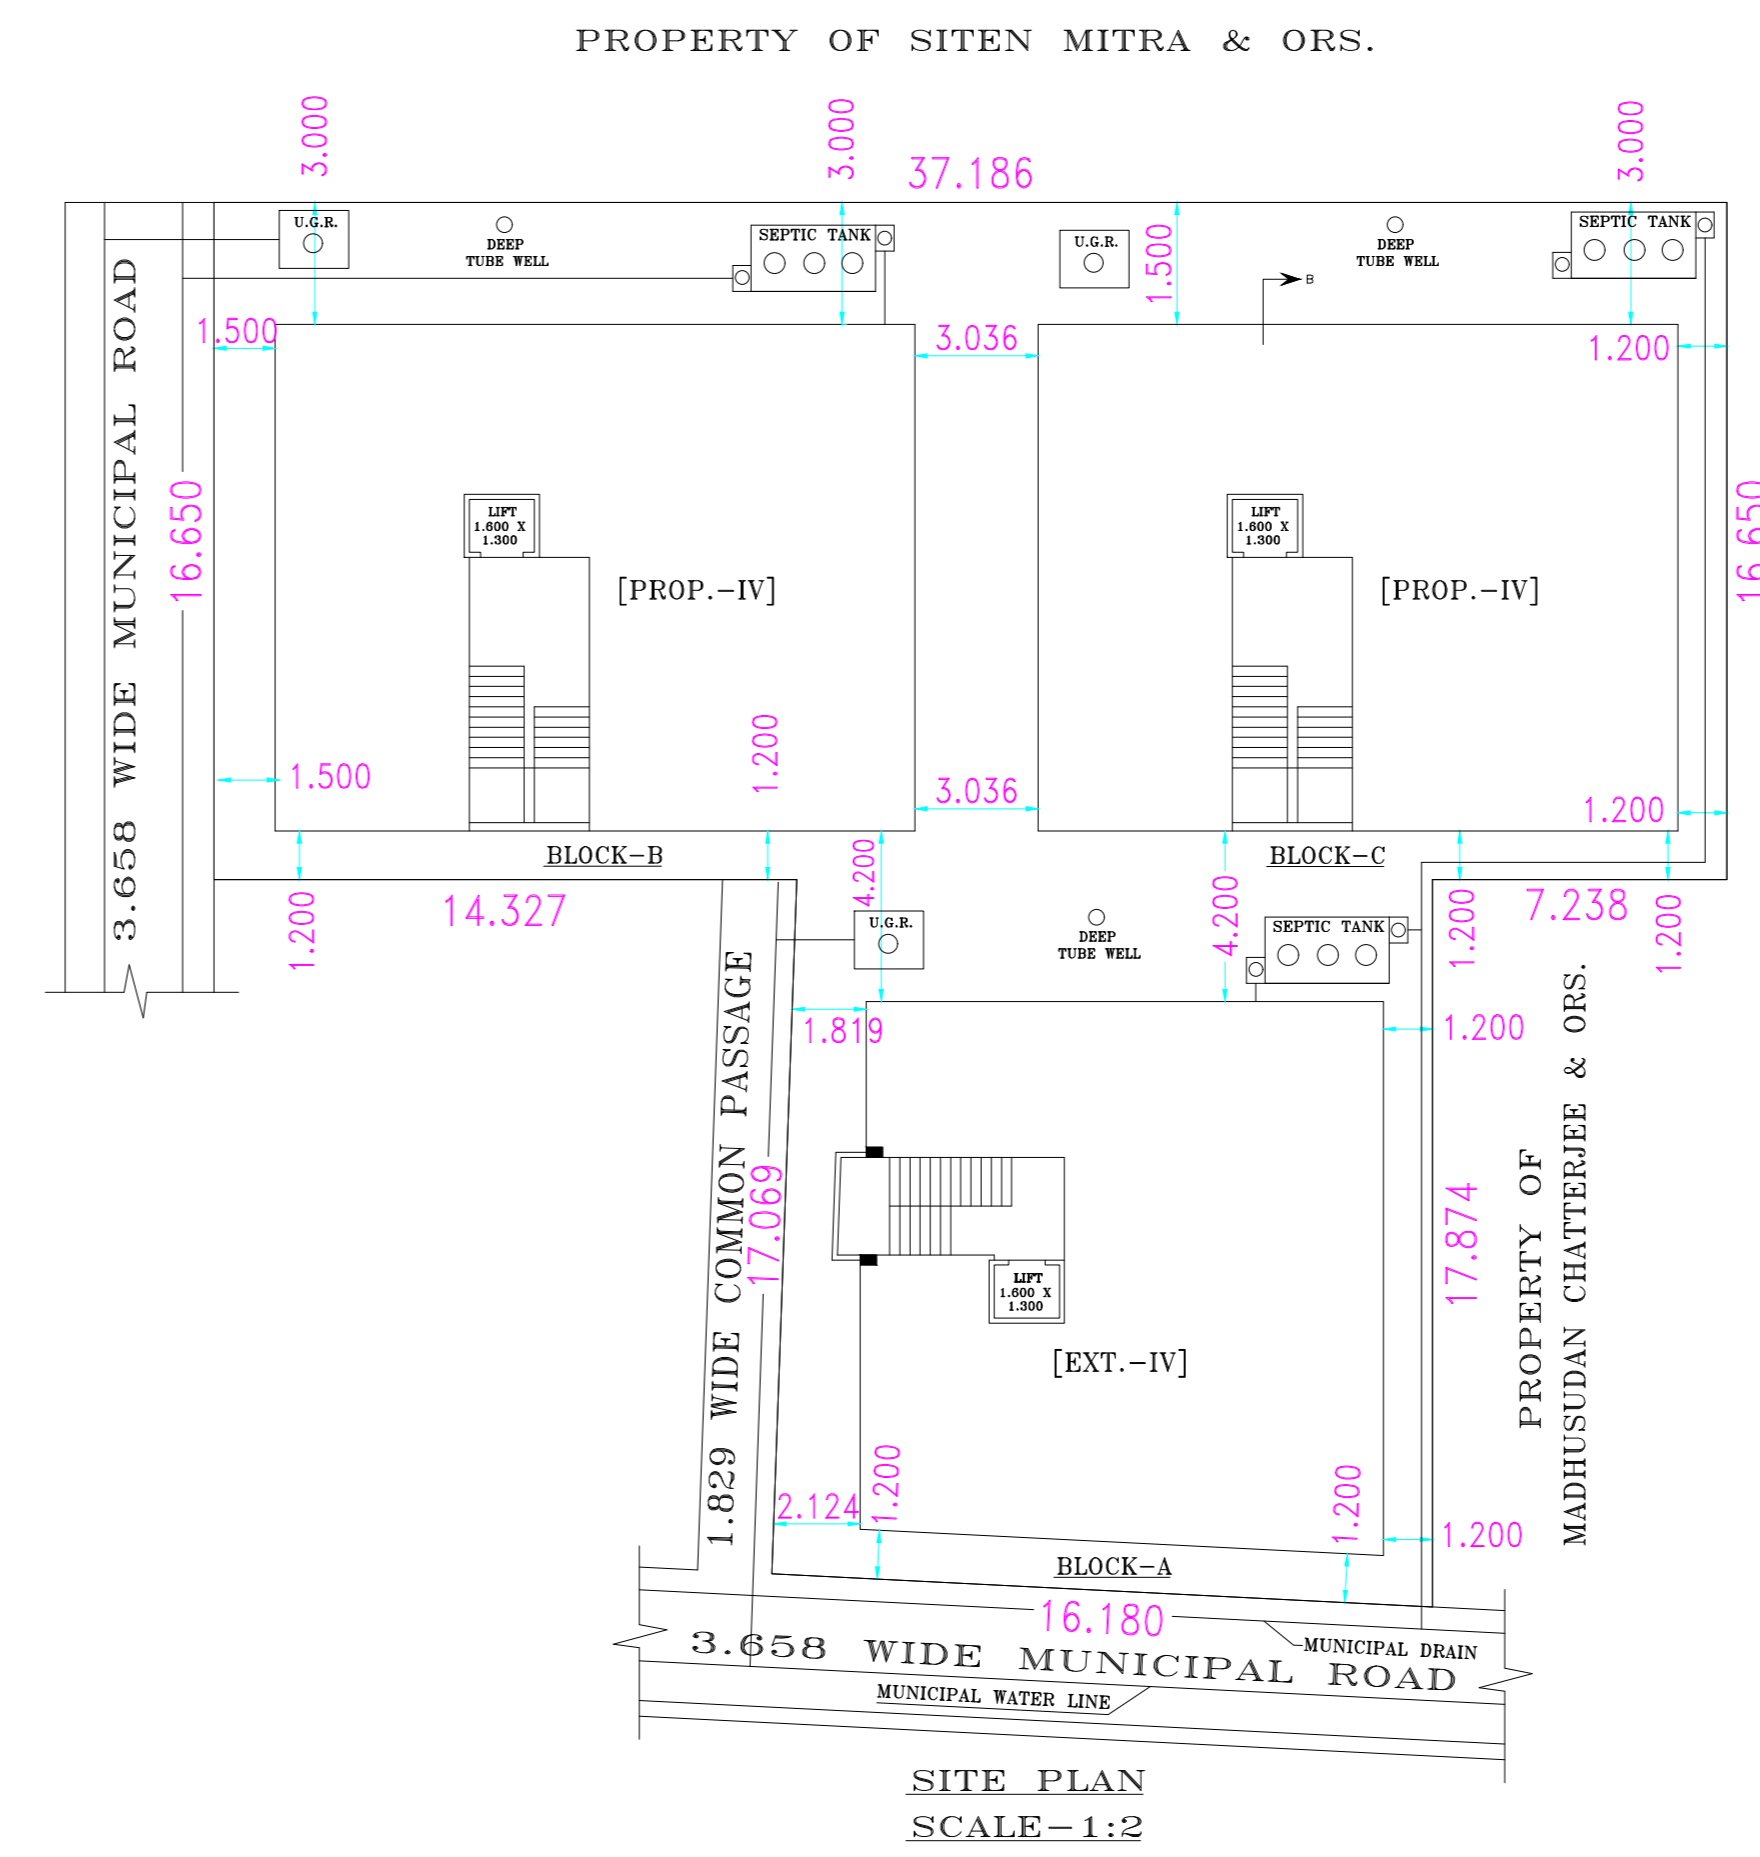 PROPERTY OF SITEN MITRA & ORS.
3.000
3.000
37.186
3.000
U.G.R.
DEEP
TUBE WELL
SEPTIC TANK
U.G.R.
1.500
DEEP
TUBE WELL
SEPTIC TANK
B
1.500
3.036
1.200
3.658 WIDE MUNICIPAL ROAD
16.650
16.650
LIFT
1.600 X
1.300
[PROP.-IV]
LIFT
1.600 X
1.300
[PROP.-IV]
1.500
1.200
3.036
1.200
BLOCK-B
4.200
BLOCK-C
1.200
14.327
4.200
1.200
7.238
1.200
U.G.R.
DEEP
TUBE WELL
SEPTIC TANK
1.819
1.200
1.829 WIDE COMMON PASSAGE
17.069
17.874
PROPERTY OF
MADHUSUDAN CHATTERJEE & ORS.
LIFT
1.600 X
1.300
[EXT.-IV]
2.124
1.200
1.200
1.200
BLOCK-A
16.180
3.658 WIDE MUNICIPAL ROAD
MUNICIPAL DRAIN
MUNICIPAL WATER LINE
SITE PLAN
SCALE-1:2